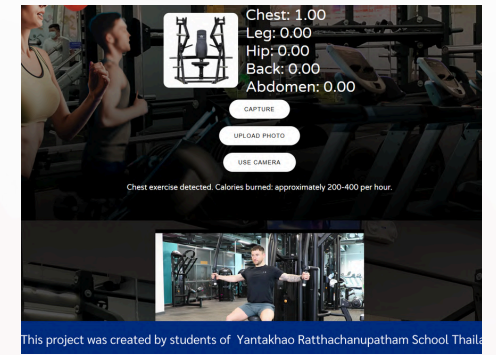 Chest: 1.00
Leg: 0.00
Hip: 0.00
Back: 0.00
Abdomen: 0.00
CAPTURE
UPLOAD PHOTO
USE CAMERA
Chest exercise detected. Calories burned: approximately 200-400 per hour.
This project was created by students of Yantakhao Ratthachanupatham School Thaila